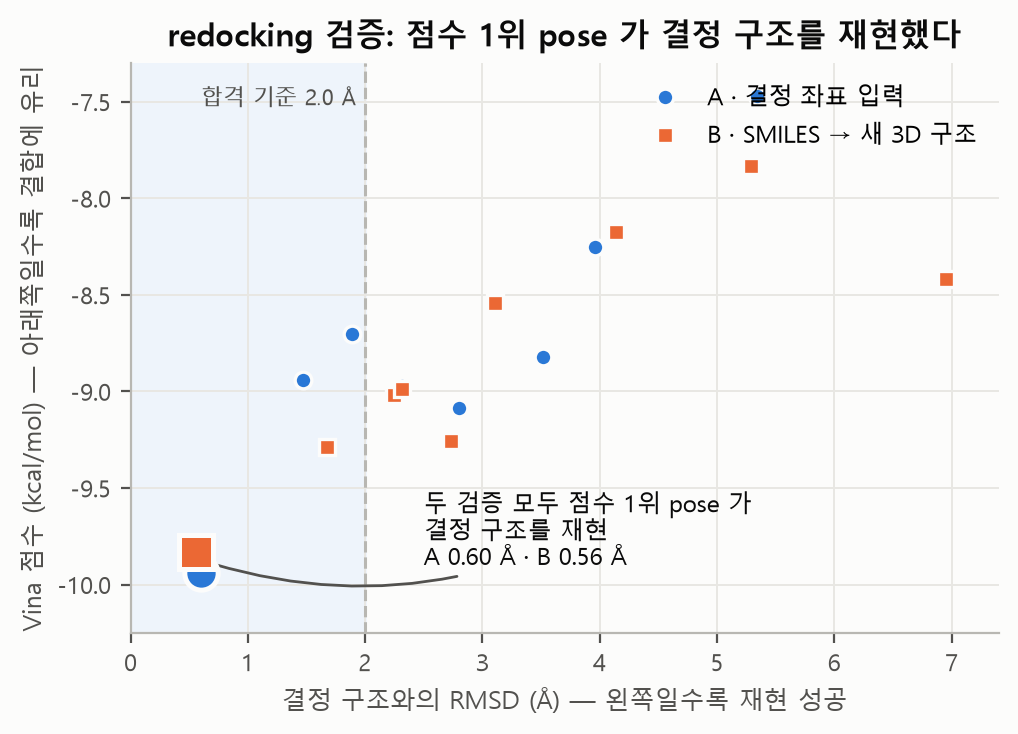 redocking 검증: 점수 1위 pose 가 결정 구조를 재현했다
Vina 점수 (kcal/mol) — 아래쪽일수록 결합에 유리
-7.5
-8.0
-8.5
-9.0
-9.5
-10.0
합격 기준 2.0 Å
A · 결정 좌표 입력
B · SMILES → 새 3D 구조
두 검증 모두 점수 1위 pose 가
결정 구조를 재현
A 0.60 Å · B 0.56 Å
0 1 2 3 4 5 6 7
결정 구조와의 RMSD (Å) — 왼쪽일수록 재현 성공